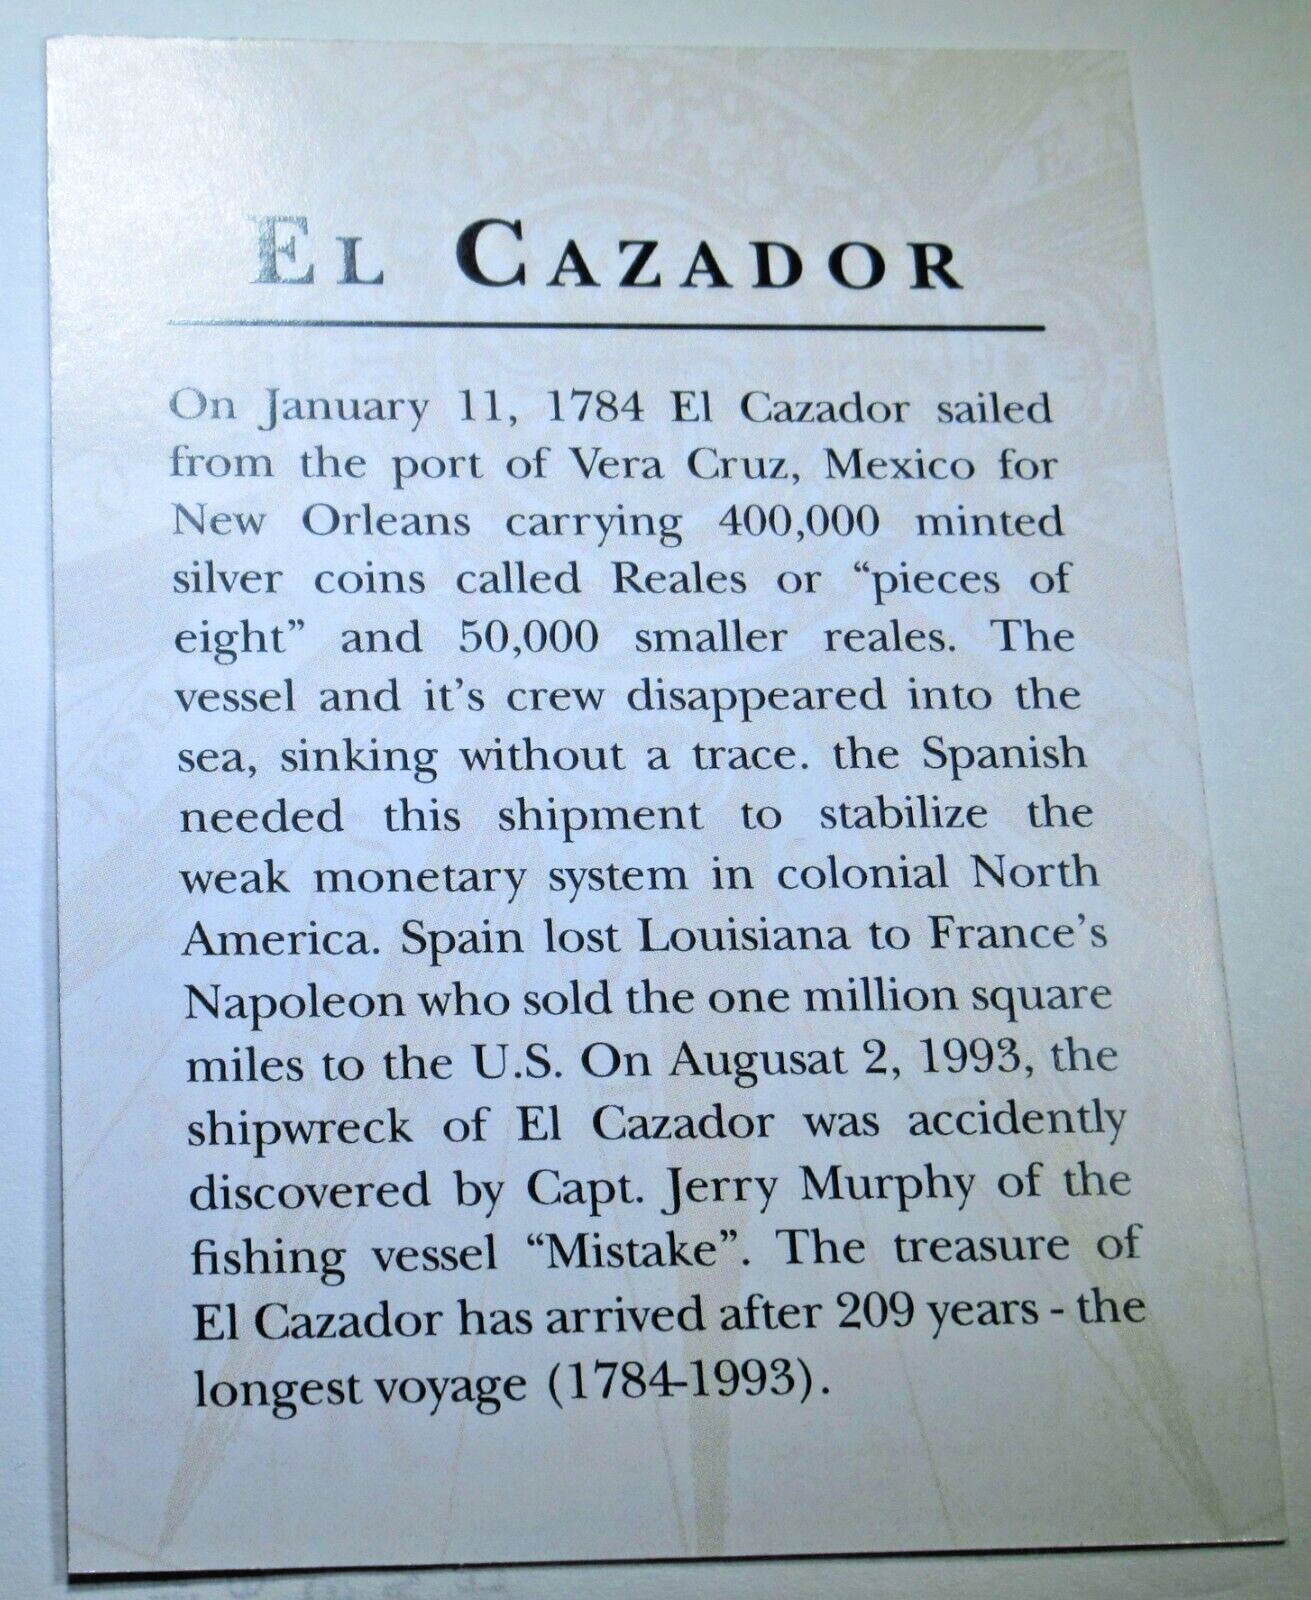 EL CAZADOR
On January 11, 1784 El Cazador sailed
from the port of Vera Cruz, Mexico for
New Orleans carrying 400,000 minted
silver coins called Reales or “pieces of
eight” and 50,000 smaller reales. The
vessel and it’s crew disappeared into the
sea, sinking without a trace. the Spanish
needed this shipment to stabilize the
weak monetary system in colonial North
America. Spain lost Louisiana to France’s
Napoleon who sold the one million square
miles to the U.S. On Augusat 2, 1993, the
shipwreck of El Cazador was accidently
discovered by Capt. Jerry Murphy of the
fishing vessel “Mistake”. The treasure of
El Cazador has arrived after 209 years - the
longest voyage (1784-1993).